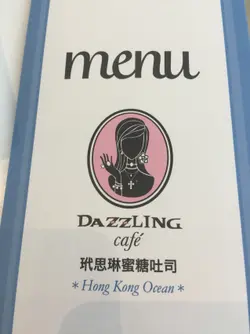 menu
DAZZLING
café
玳思琳蜜糖吐司
* Hong Kong Ocean *